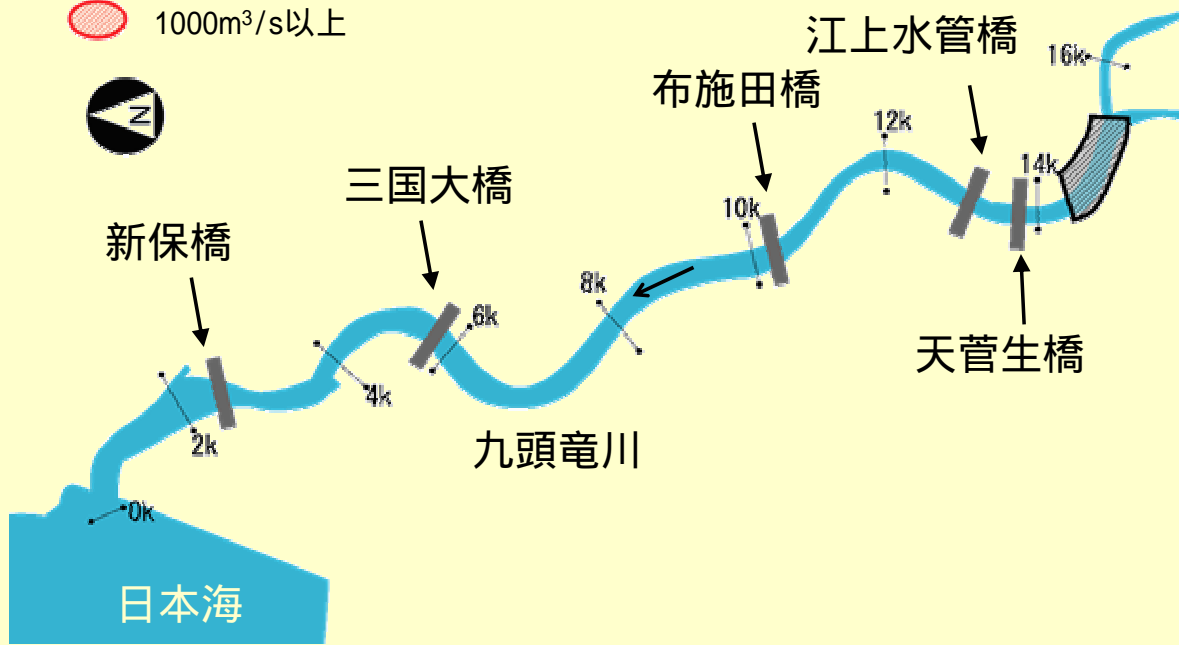 1000m³/s以上
N
江上水管橋
16k
布施田橋
12k
14k
三国大橋
10k
新保橋
8k
6k
天菅生橋
4k
2k
九頭竜川
0k
日本海